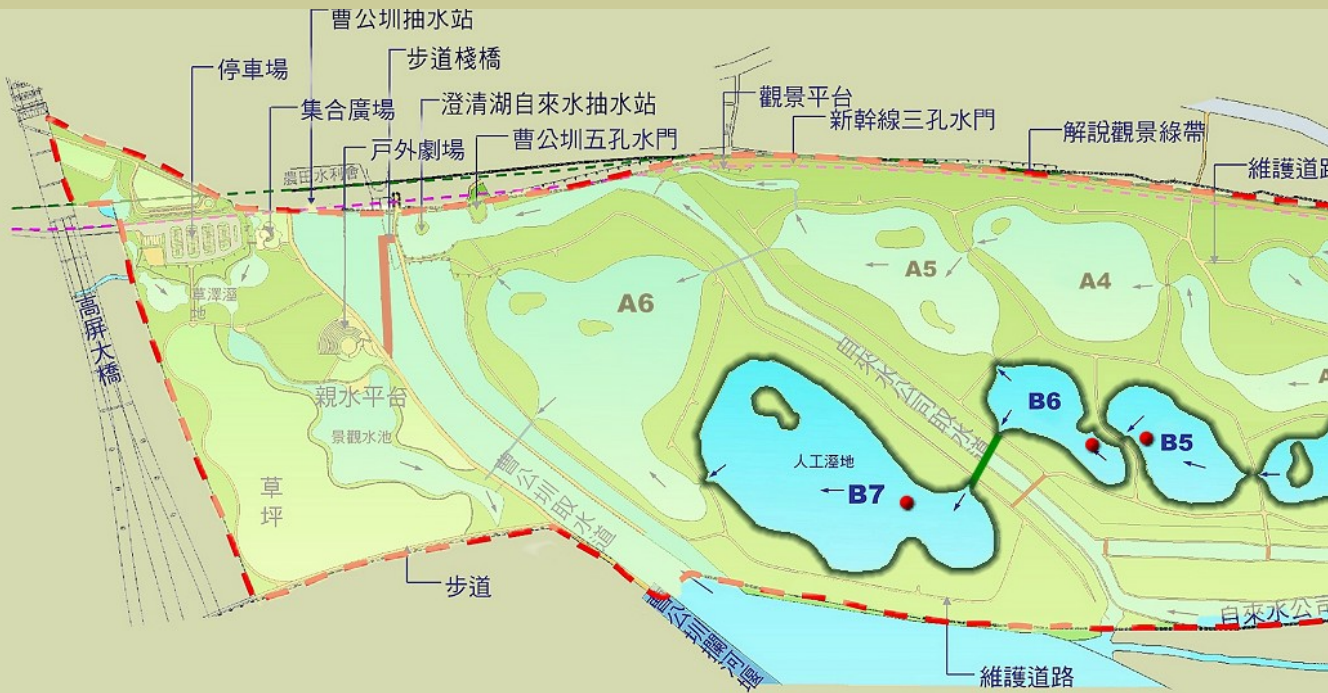 曹公圳抽水站
步道棧橋
停車場
澄清湖自來水抽水站
集合廣場
觀景平台
新幹線三孔水門
解說觀景綠帶
戶外劇場
曹公圳五孔水門
農田水利會
維護道路
草澤溼
地
高屏大橋
A6
A5
A4
A
自來水公司取水道
親水平台
景觀水池
B6
B5
人工溼地
B7
草
坪
曹公圳取水道
步道
曹公圳攔河堰
自來水公司
維護道路